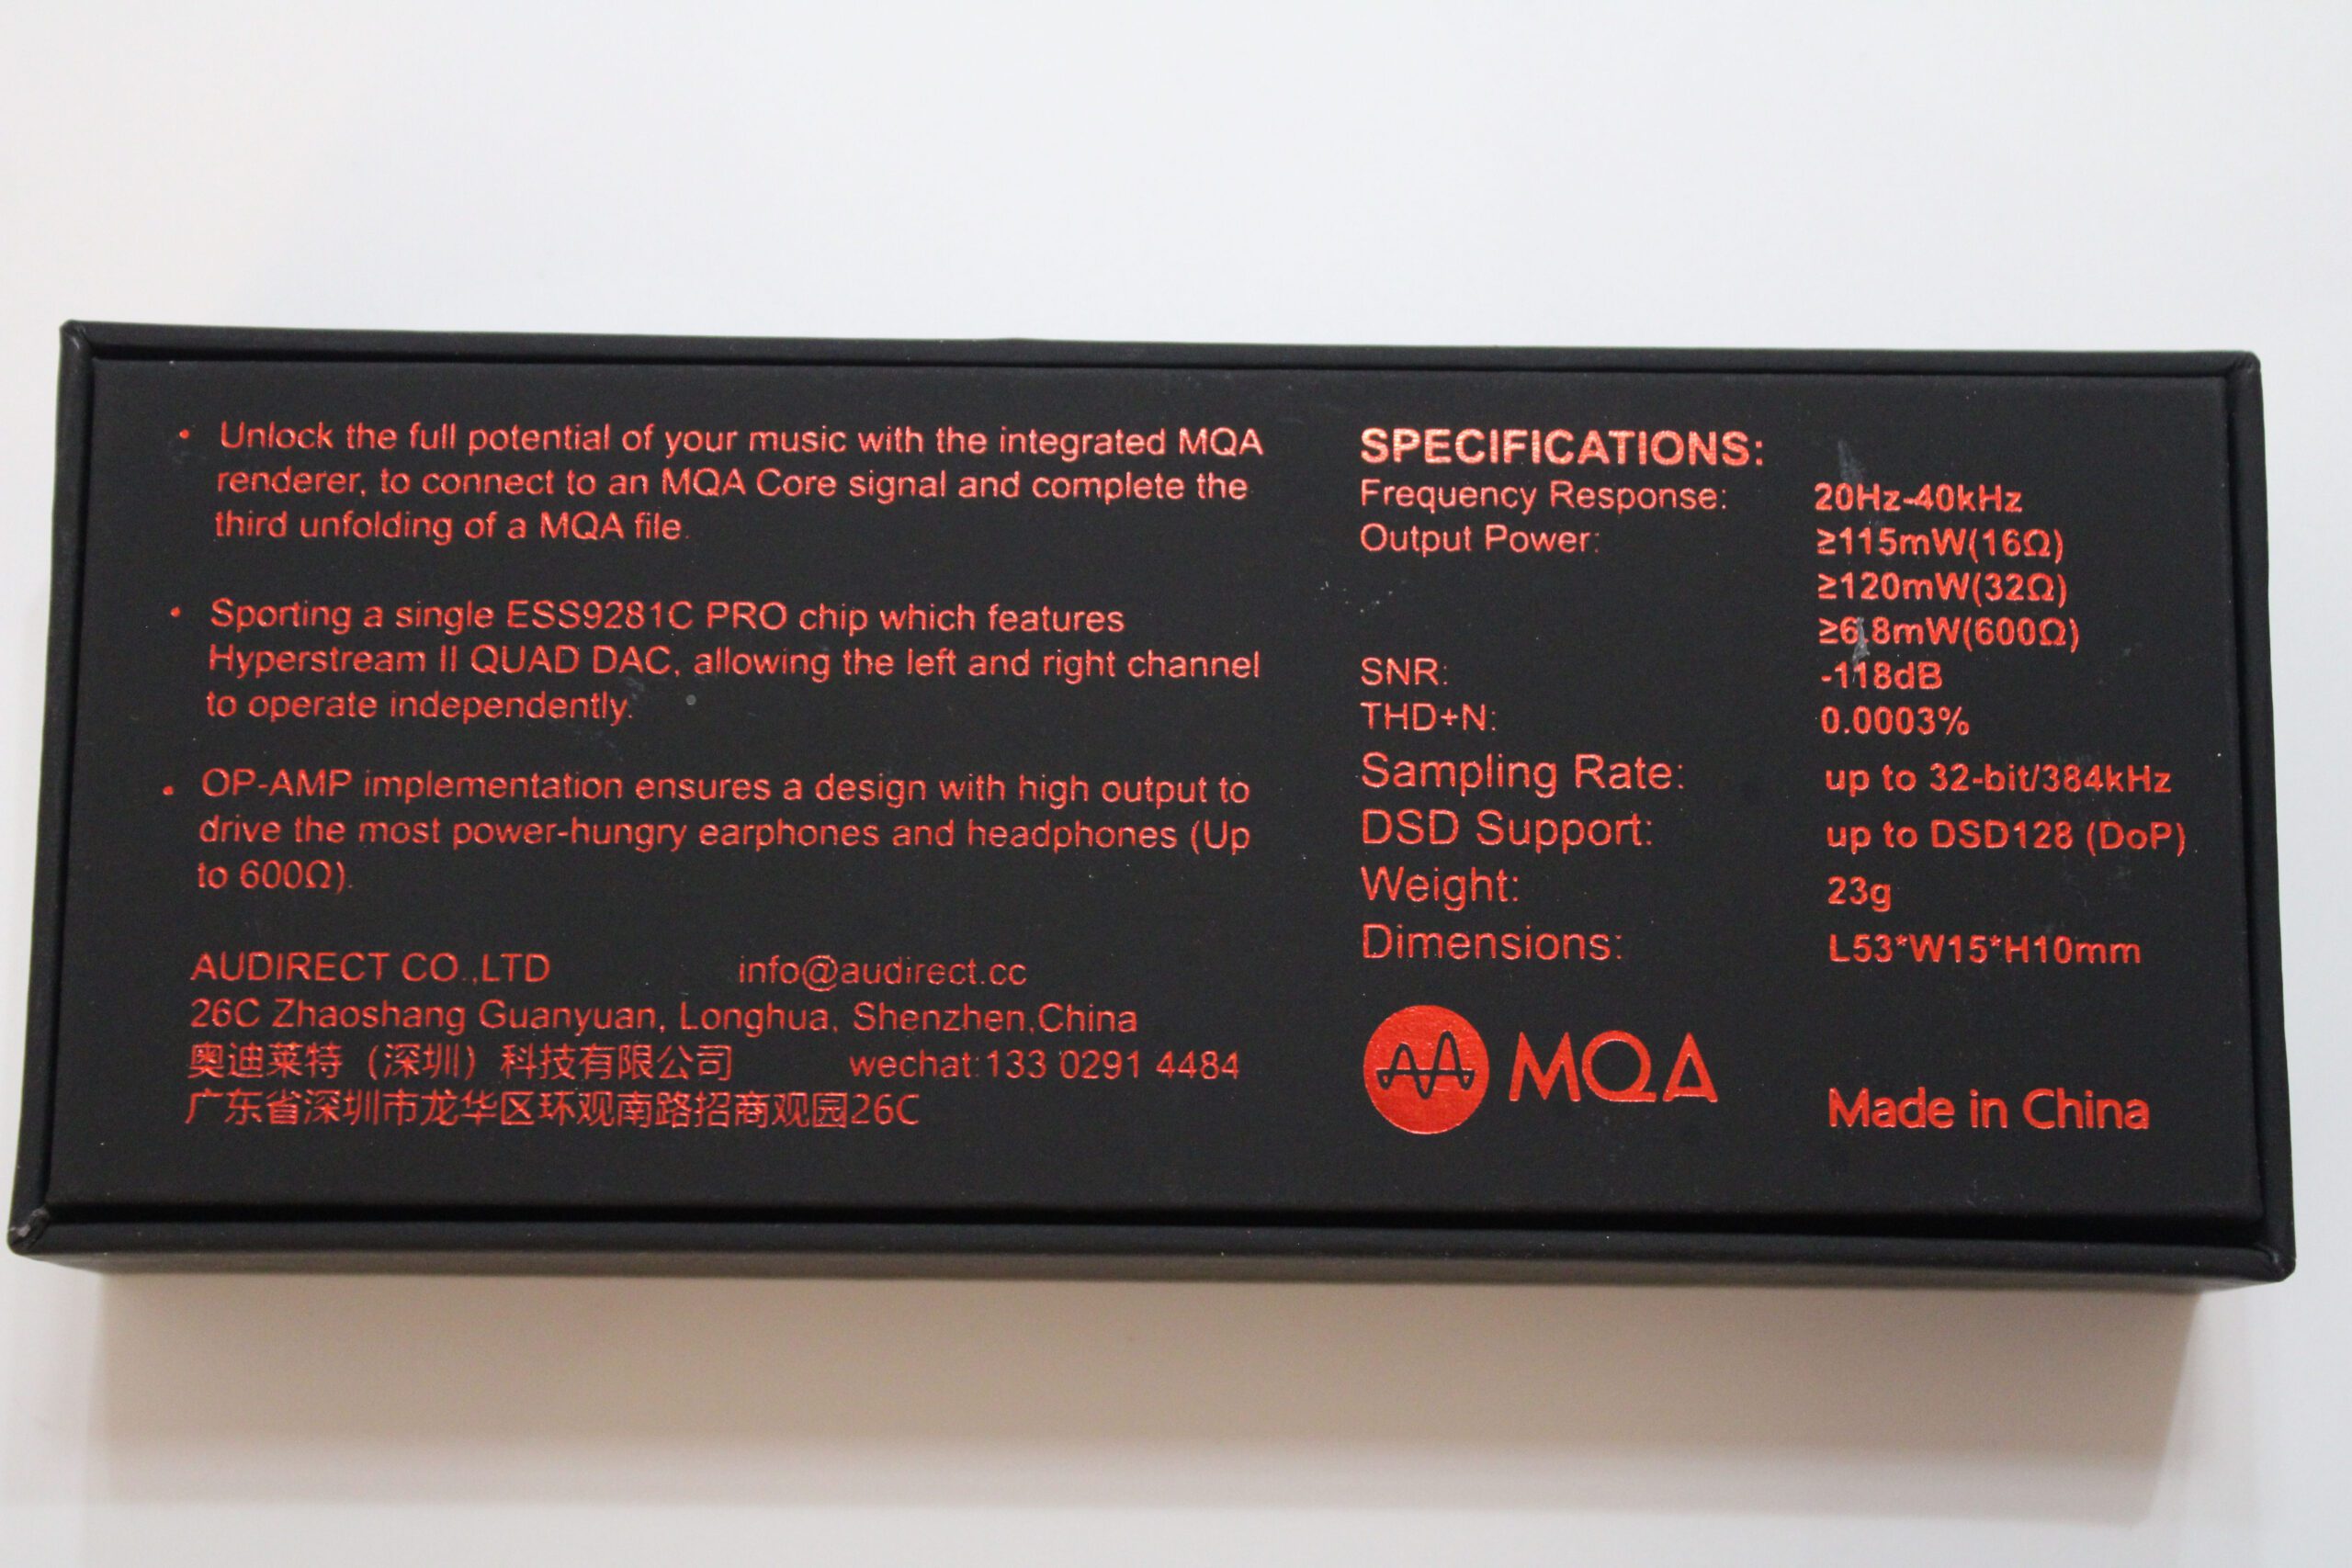 • Unlock the full potential of your music with the integrated MQA
renderer, to connect to an MQA Core signal and complete the
third unfolding of a MQA file.
• Sporting a single ESS9281C PRO chip which features
Hyperstream II QUAD DAC, allowing the left and right channel
to operate independently.
• OP-AMP implementation ensures a design with high output to
drive the most power-hungry earphones and headphones (Up
to 600Ω).
AUDIRECT CO.,LTD info@audirect.cc
26C Zhaoshang Guanyuan, Longhua, Shenzhen,China
奥迪莱特（深圳）科技有限公司 wechat:133 0291 4484
广东省深圳市龙华区环观南路招商观园26C
SPECIFICATIONS:
Frequency Response: 20Hz-40kHz
Output Power: ≥115mW(16Ω)
≥120mW(32Ω)
≥6.8mW(600Ω)
SNR: -118dB
THD+N: 0.0003%
Sampling Rate: up to 32-bit/384kHz
DSD Support: up to DSD128 (DoP)
Weight: 23g
Dimensions: L53*W15*H10mm
MQA
Made in China